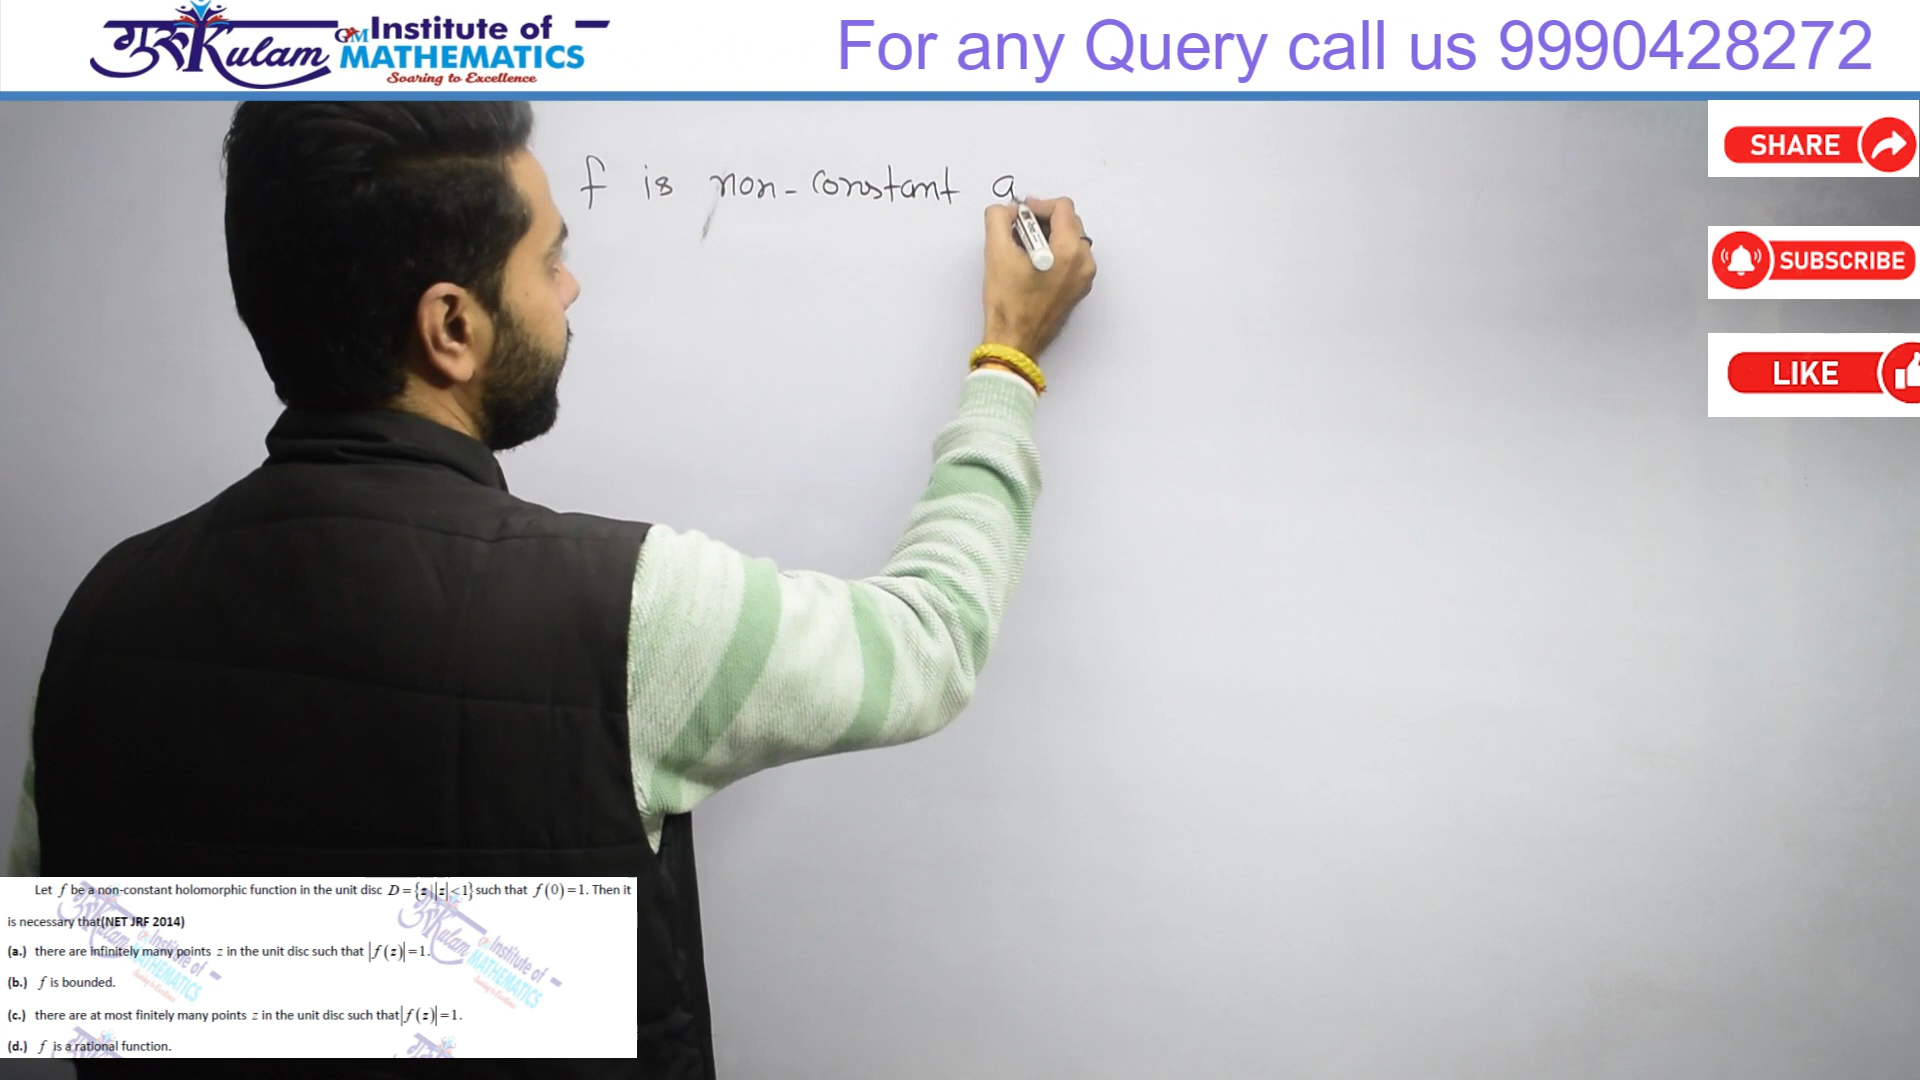 गुरुKulam GM Institute of
MATHEMATICS
Soaring to Excellence
For any Query call us 9990428272
SHARE
SUBSCRIBE
LIKE
f is non-constant a
Let f be a non-constant holomorphic function in the unit disc D={z||z|<1} such that f(0)=1. Then it
is necessary that(NET JRF 2014)
(a.) there are infinitely many points z in the unit disc such that |f(z)|=1.
(b.) f is bounded.
(c.) there are at most finitely many points z in the unit disc such that|f(z)|=1.
(d.) f is a rational function.